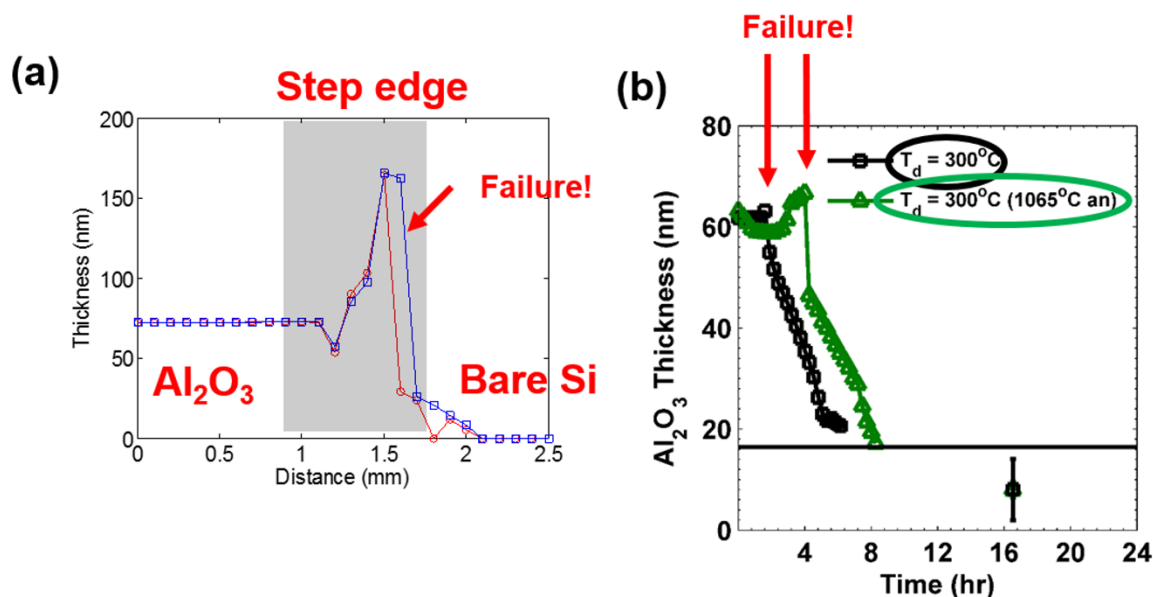 (a)
Step edge
200
150
100
50
0
Thickness (nm)
Failure!
Al₂O₃
Bare Si
0 0.5 1 1.5 2 2.5
Distance (mm)
Failure!
(b)
80
60
40
20
0
Al₂O₃ Thickness (nm)
T_d = 300°C
T_d = 300°C (1065°C an)
0 4 8 12 16 20 24
Time (hr)